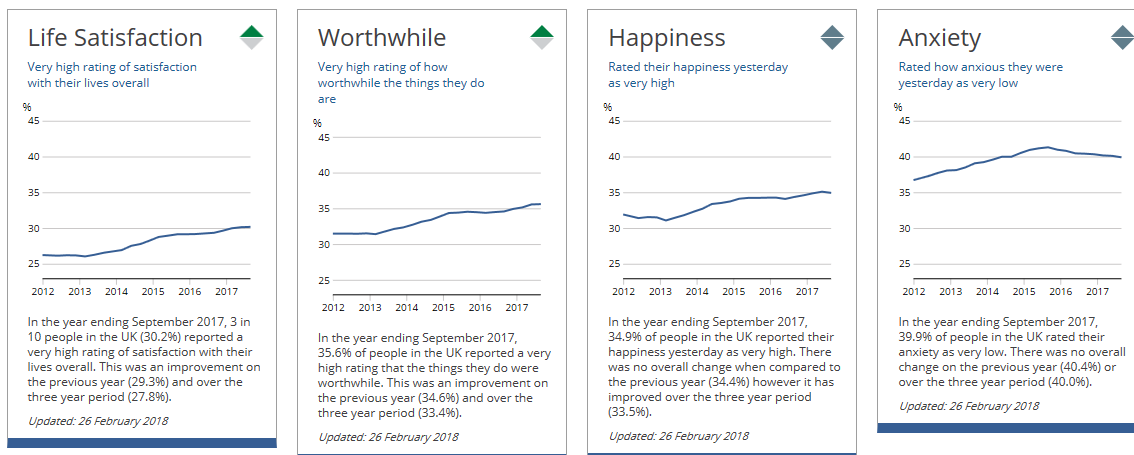 Life Satisfaction
Very high rating of satisfaction
with their lives overall
%
45
40
35
30
25
2012 2013 2014 2015 2016 2017
In the year ending September 2017, 3 in
10 people in the UK (30.2%) reported a
very high rating of satisfaction with their
lives overall. This was an improvement on
the previous year (29.3%) and over the
three year period (27.8%).
Updated: 26 February 2018
Worthwhile
Very high rating of how
worthwhile the things they do
are
%
45
40
35
30
25
2012 2013 2014 2015 2016 2017
In the year ending September 2017,
35.6% of people in the UK reported a very
high rating that the things they do were
worthwhile. This was an improvement on
the previous year (34.6%) and over the
three year period (33.4%).
Updated: 26 February 2018
Happiness
Rated their happiness yesterday
as very high
%
45
40
35
30
25
2012 2013 2014 2015 2016 2017
In the year ending September 2017,
34.9% of people in the UK reported their
happiness yesterday as very high. There
was no overall change when compared to
the previous year (34.4%) however it has
improved over the three year period
(33.5%).
Updated: 26 February 2018
Anxiety
Rated how anxious they were
yesterday as very low
%
45
40
35
30
25
2012 2013 2014 2015 2016 2017
In the year ending September 2017,
39.9% of people in the UK rated their
anxiety as very low. There was no overall
change on the previous year (40.4%) or
over the three year period (40.0%).
Updated: 26 February 2018